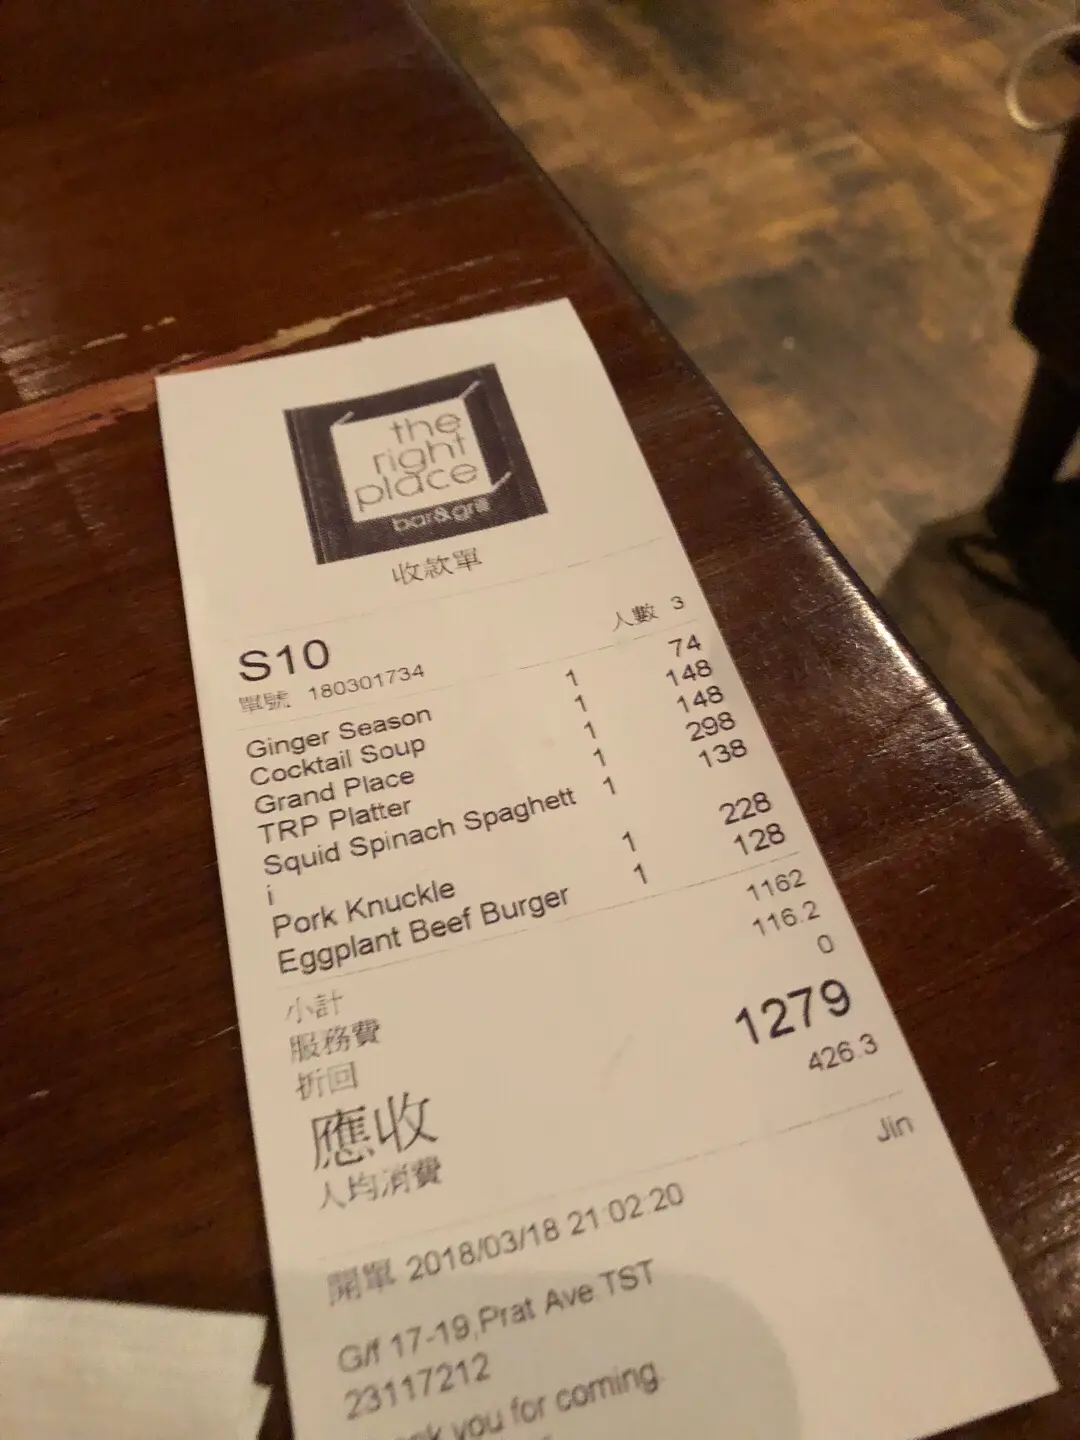 the
right
place
bar&grill
收款單
S10 人數 3
單號 180301734
Ginger Season 1 74
Cocktail Soup 1 148
Grand Place 1 148
TRP Platter 1 298
Squid Spinach Spaghett 1 138
i
Pork Knuckle 1 228
Eggplant Beef Burger 1 128
小計 1162
服務費 116.2
折回 0
應收 1279
人均消費 426.3
Jin
開單 2018/03/18 21:02:20
G/f 17-19,Prat Ave TST
23117212
you for coming.